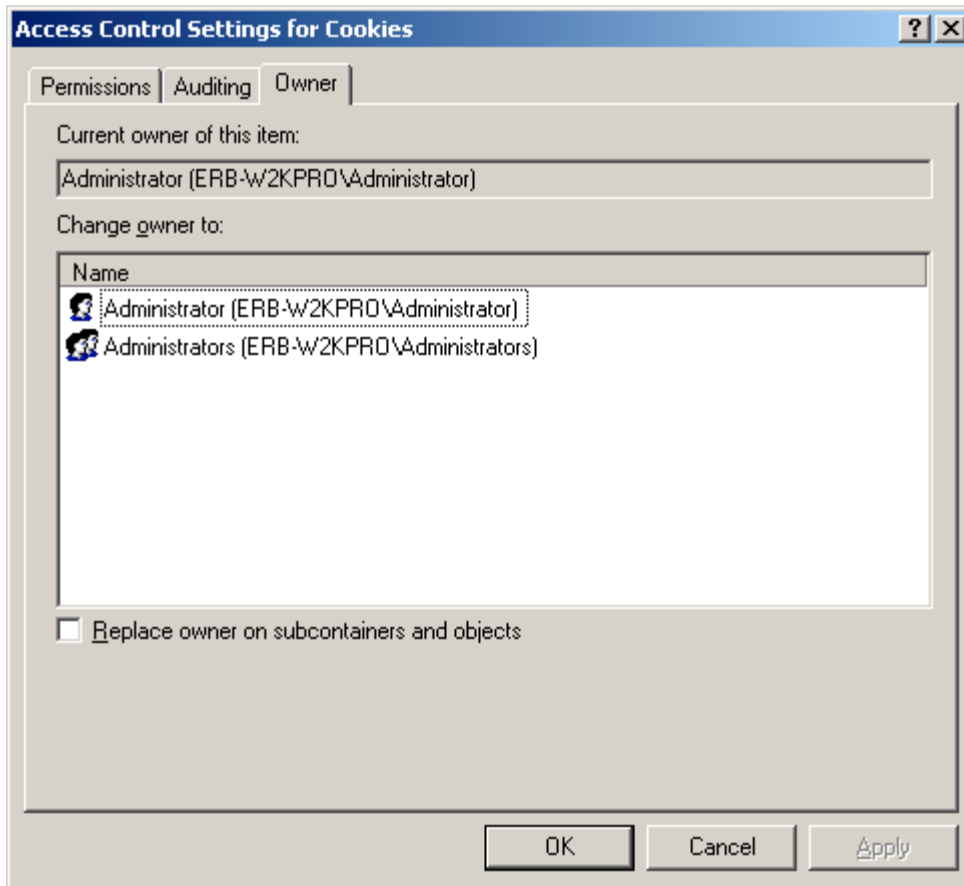 Access Control Settings for Cookies
Permissions Auditing Owner
Current owner of this item:
Administrator (ERB-W2KPRO\Administrator)
Change owner to:
Name
Administrator (ERB-W2KPRO\Administrator)
Administrators (ERB-W2KPRO\Administrators)
Replace owner on subcontainers and objects
OK Cancel Apply